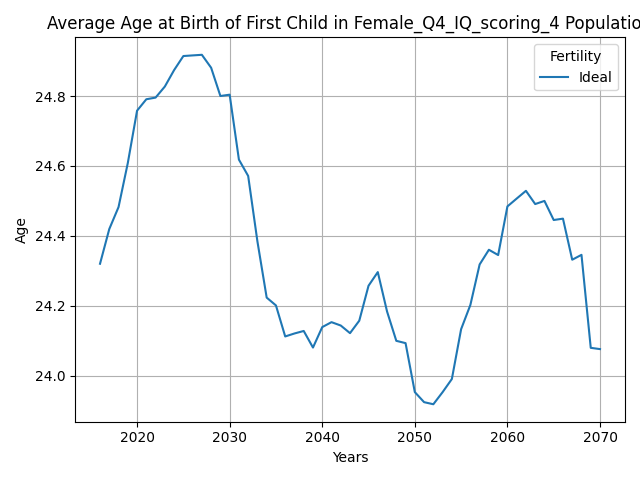 Average Age at Birth of First Child in Female_Q4_IQ_scoring_4 Populatio
Fertility
Ideal
24.8
24.6
24.4
24.2
24.0
Age
2020 2030 2040 2050 2060 2070
Years